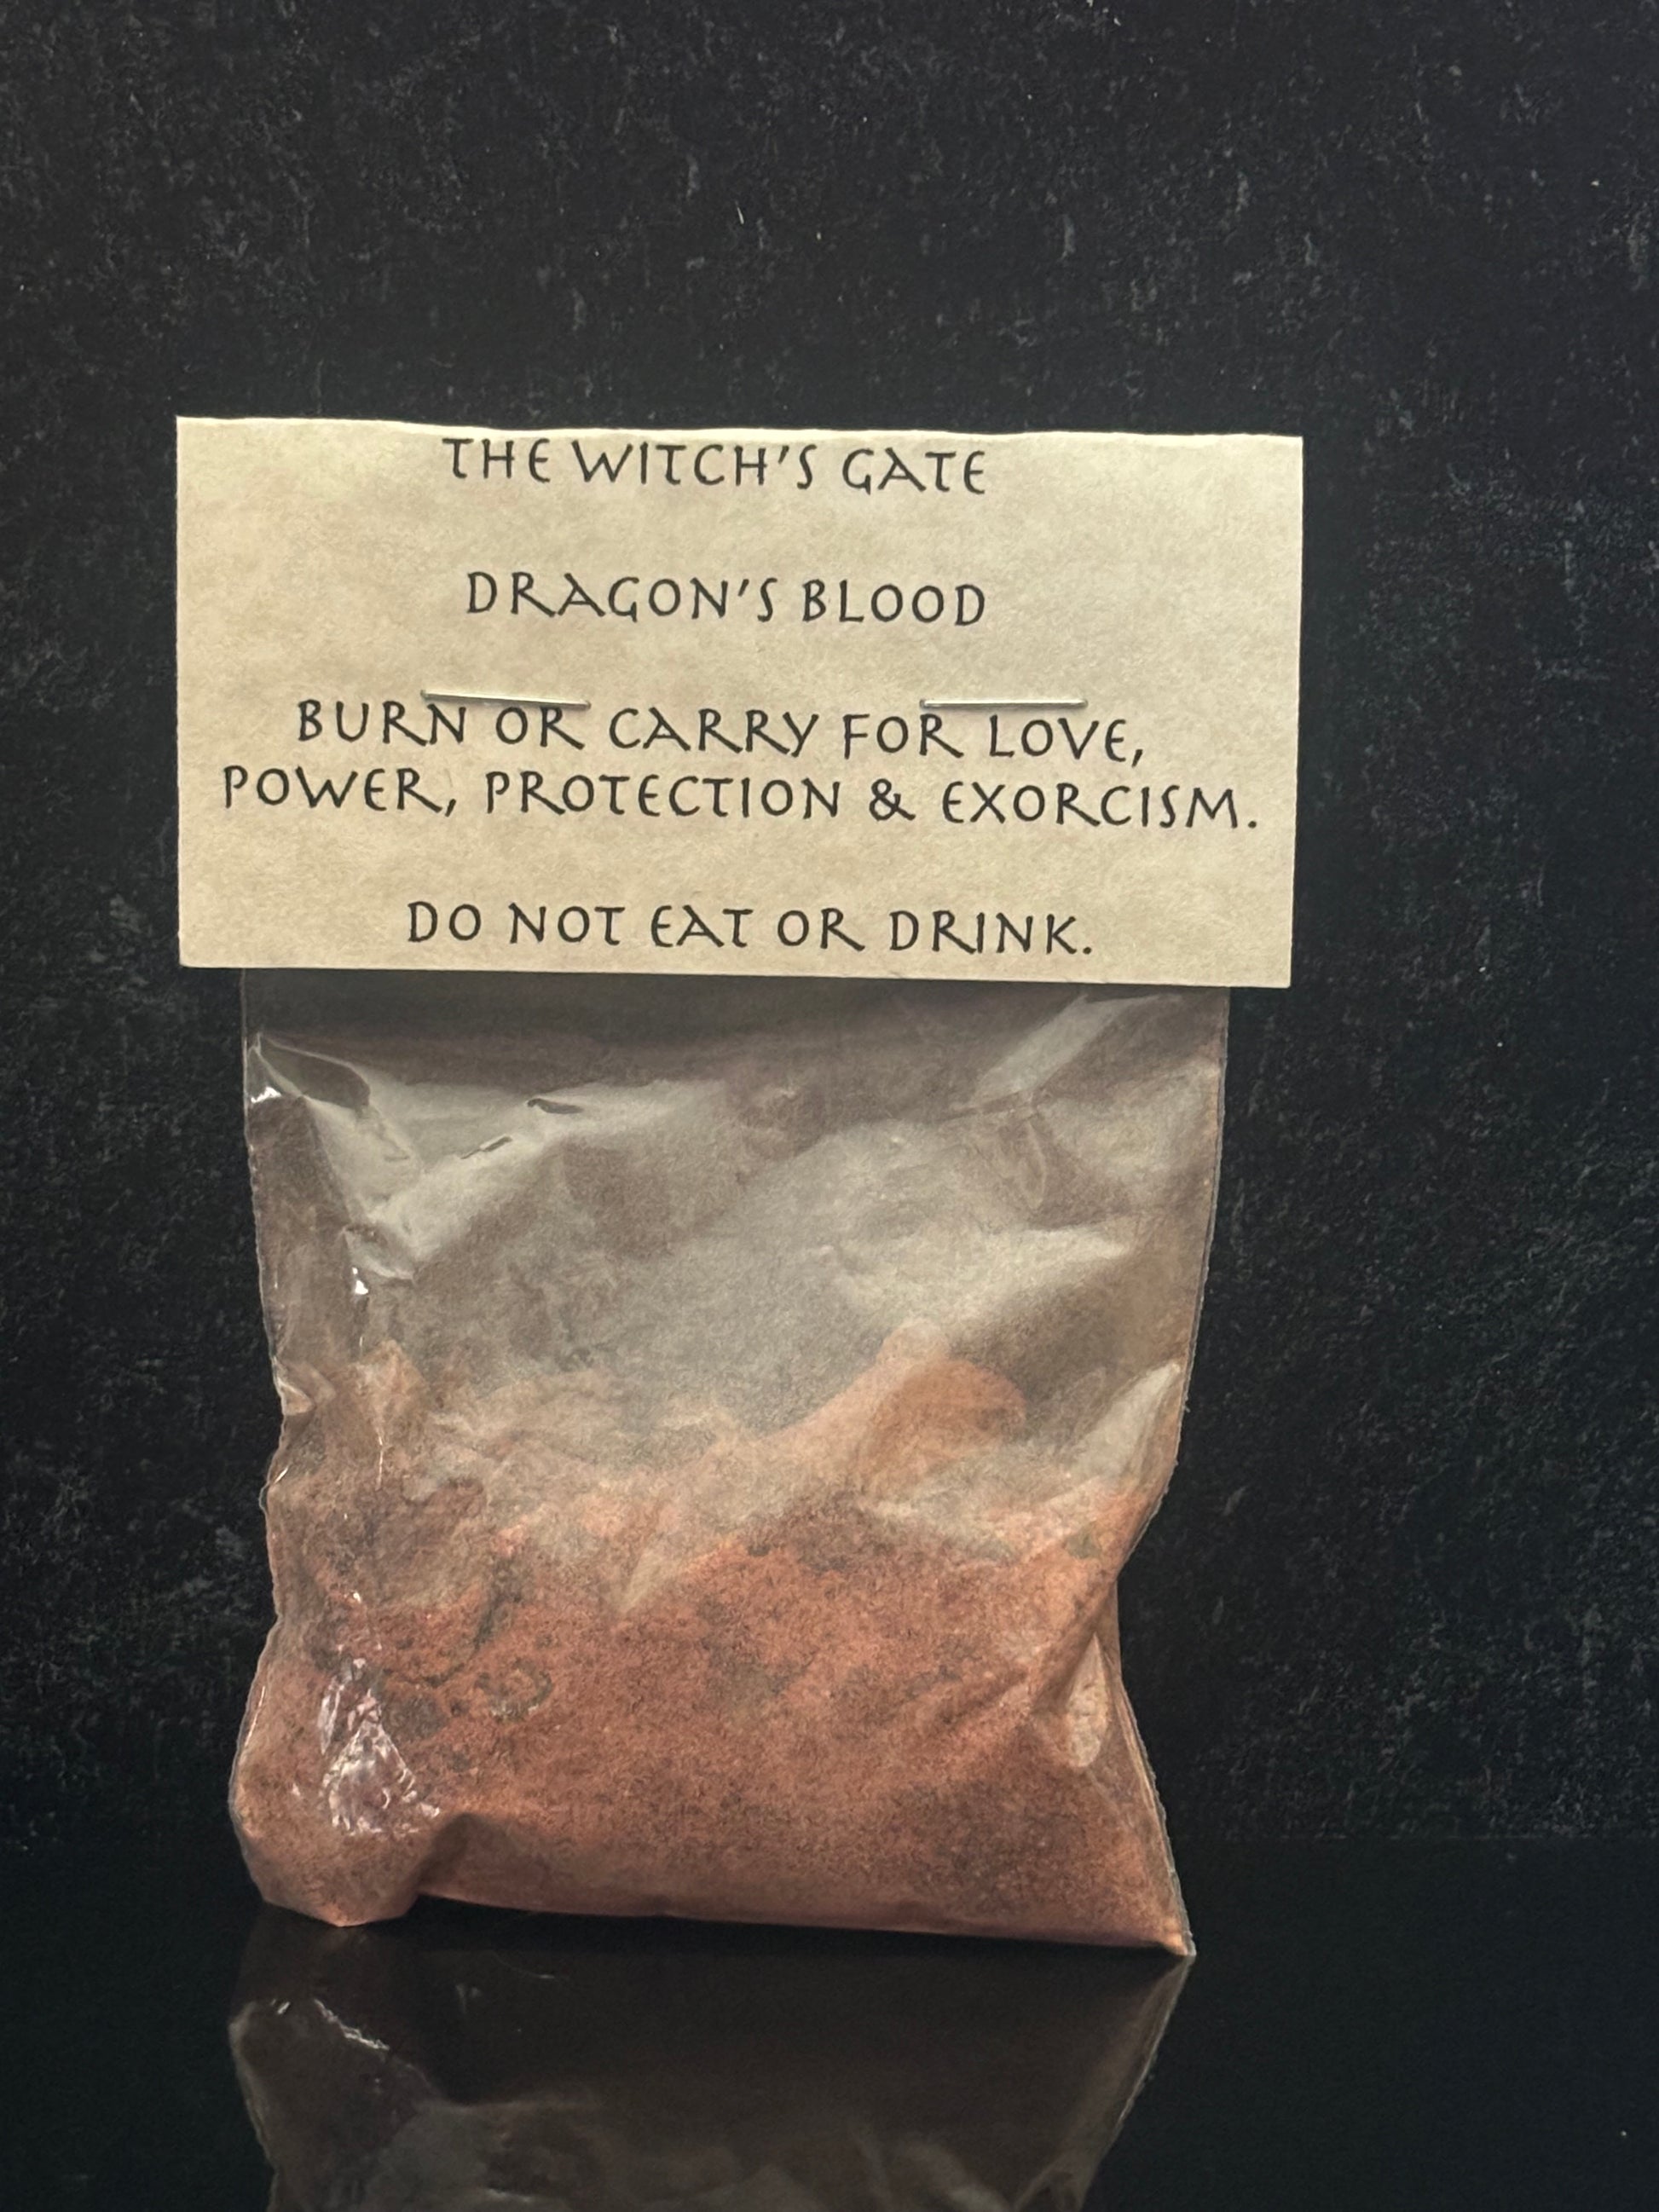 THE WITCH'S GATE
DRAGON'S BLOOD
BURN OR CARRY FOR LOVE,
POWER, PROTECTION & EXORCISM.
DO NOT EAT OR DRINK.